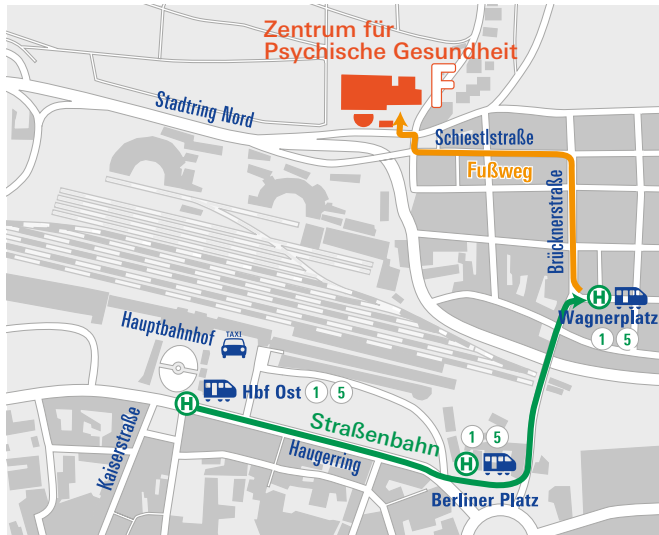 Zentrum für
Psychische Gesundheit
F
Stadtring Nord
Schiestlstraße
Fußweg
Brücknerstraße
H
Wagnerplatz
1 5
Hauptbahnhof
TAXI
H
Hbf Ost 1 5
Straßenbahn
Kaiserstraße
Haugerring
1 5
H
Berliner Platz